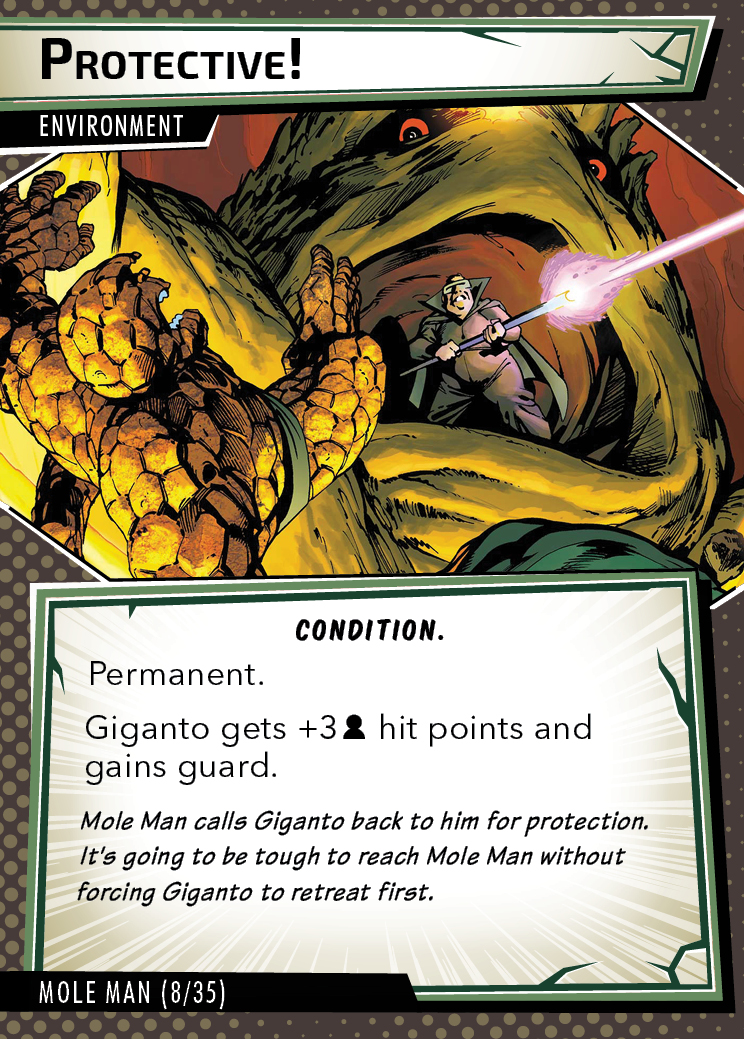 PROTECTIVE!
ENVIRONMENT
CONDITION.
Permanent.
Giganto gets +3 hit points and
gains guard.
Mole Man calls Giganto back to him for protection.
It's going to be tough to reach Mole Man without
forcing Giganto to retreat first.
MOLE MAN (8/35)